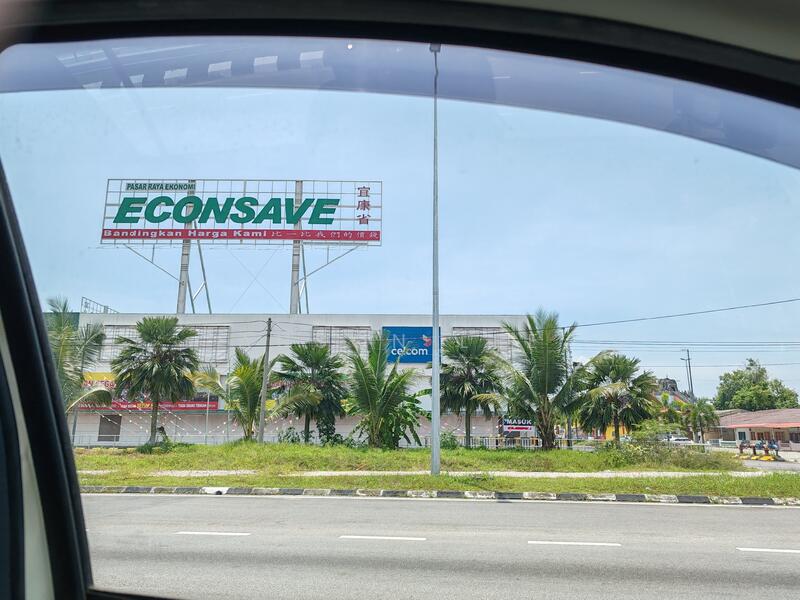 PASAR RAYA EKONOMI
ECONSAVE
宜康省
Bandingkan Harga Kami 比一比我們的價錢
celcom
MASUK